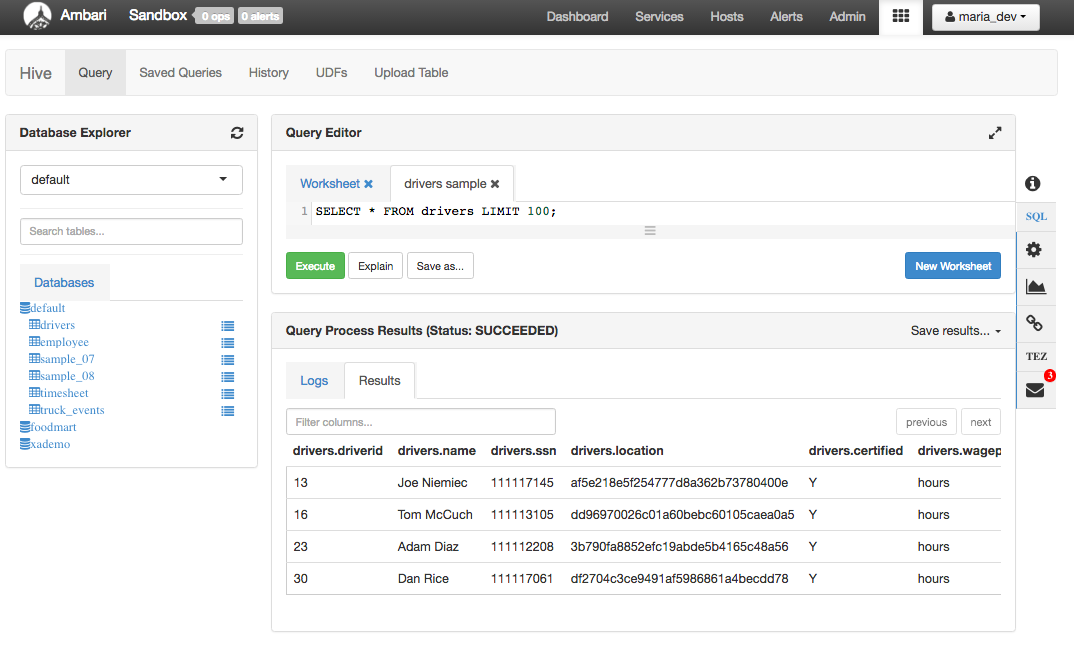 Ambari Sandbox 0 ops 0 alerts Dashboard Services Hosts Alerts Admin maria_dev
Hive Query Saved Queries History UDFs Upload Table
Database Explorer
default
Search tables...
Databases
default
drivers
employee
sample_07
sample_08
timesheet
truck_events
foodmart
xademo
Query Editor
Worksheet drivers sample
1 SELECT * FROM drivers LIMIT 100;
Execute Explain Save as... New Worksheet
Query Process Results (Status: SUCCEEDED) Save results...
Logs Results
Filter columns... previous next
drivers.driverid drivers.name drivers.ssn drivers.location drivers.certified drivers.wagep
13 Joe Niemiec 111117145 af5e218e5f254777d8a362b73780400e Y hours
16 Tom McCuch 111113105 dd96970026c01a60bebc60105caea0a5 Y hours
23 Adam Diaz 111112208 3b790fa8852efc19abde5b4165c48a56 Y hours
30 Dan Rice 111117061 df2704c3ce9491af5986861a4becdd78 Y hours
SQL
TEZ
3